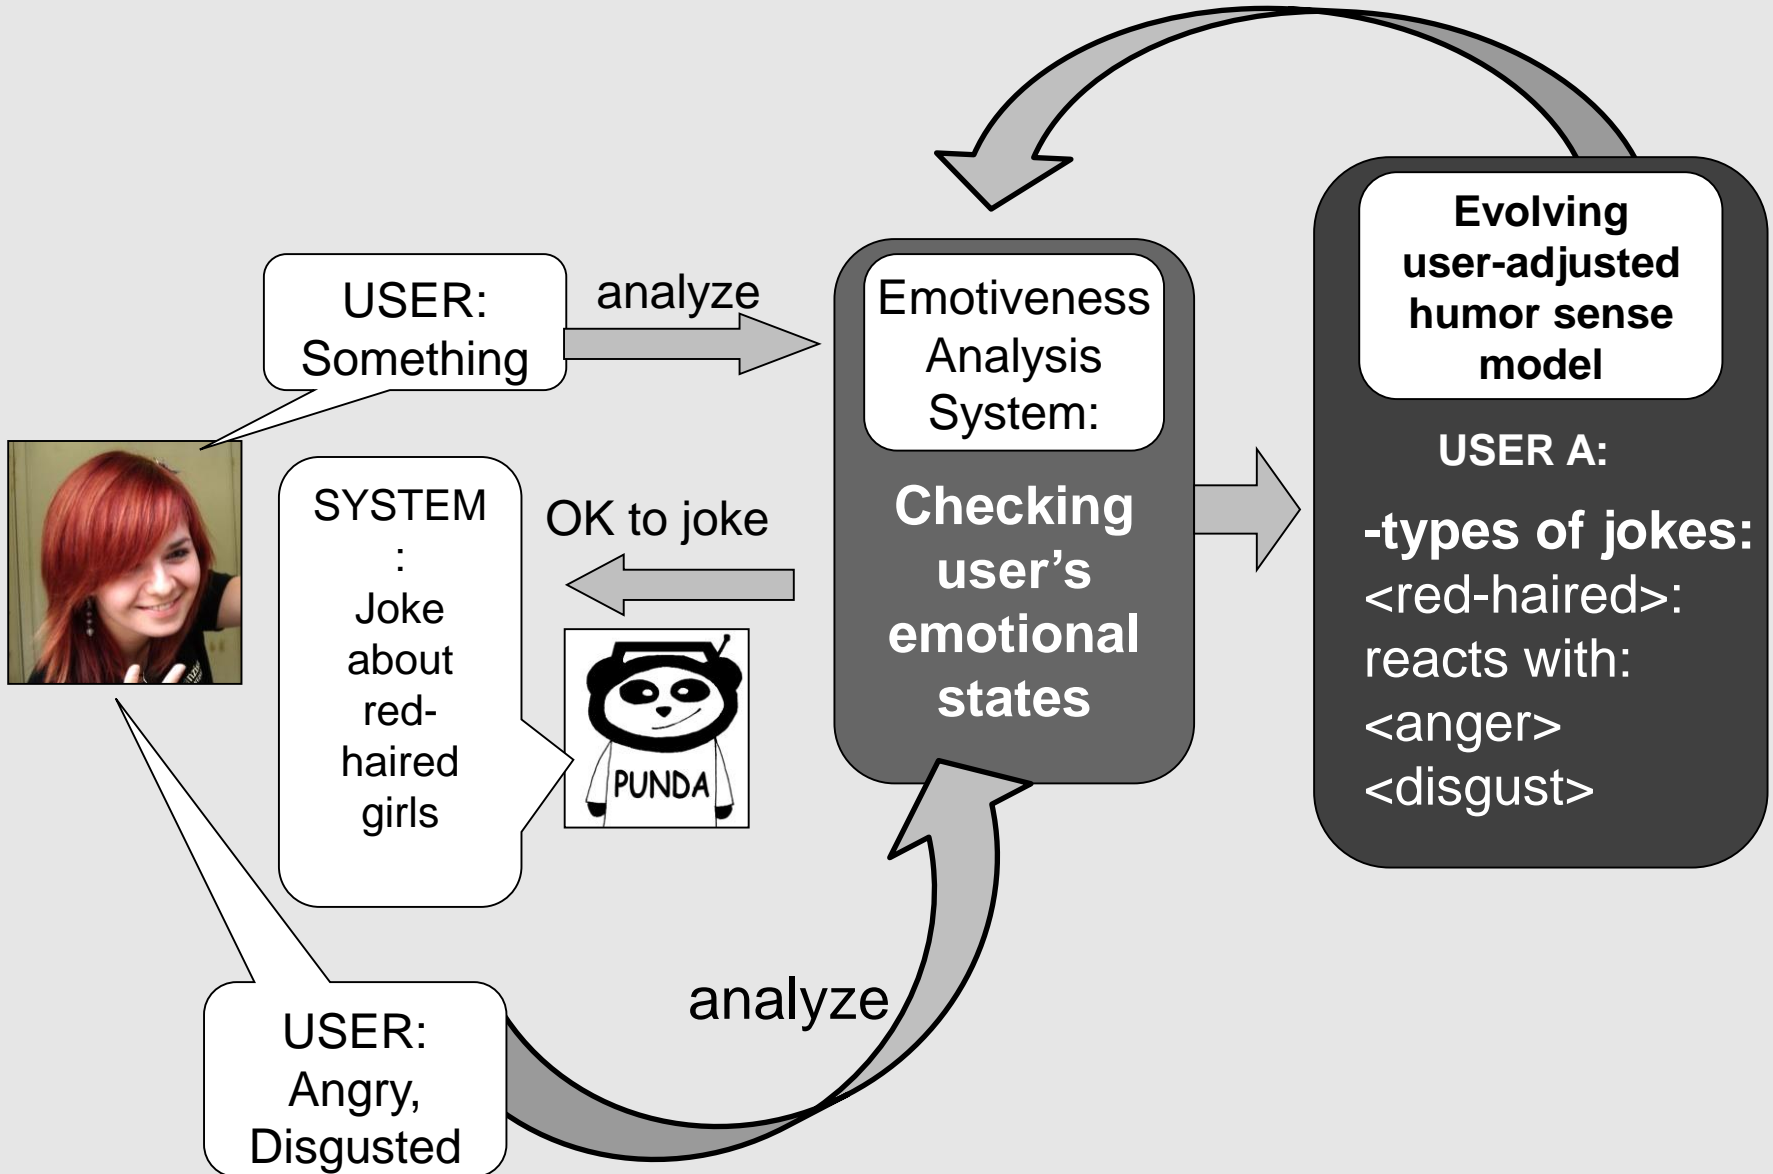 USER:
Something
analyze
SYSTEM
:
Joke
about
red-
haired
girls
OK to joke
PUNDA
USER:
Angry,
Disgusted
analyze
Emotiveness
Analysis
System:
Checking
user’s
emotional
states
Evolving
user-adjusted
humor sense
model
USER A:
-types of jokes:
<red-haired>:
reacts with:
<anger>
<disgust>